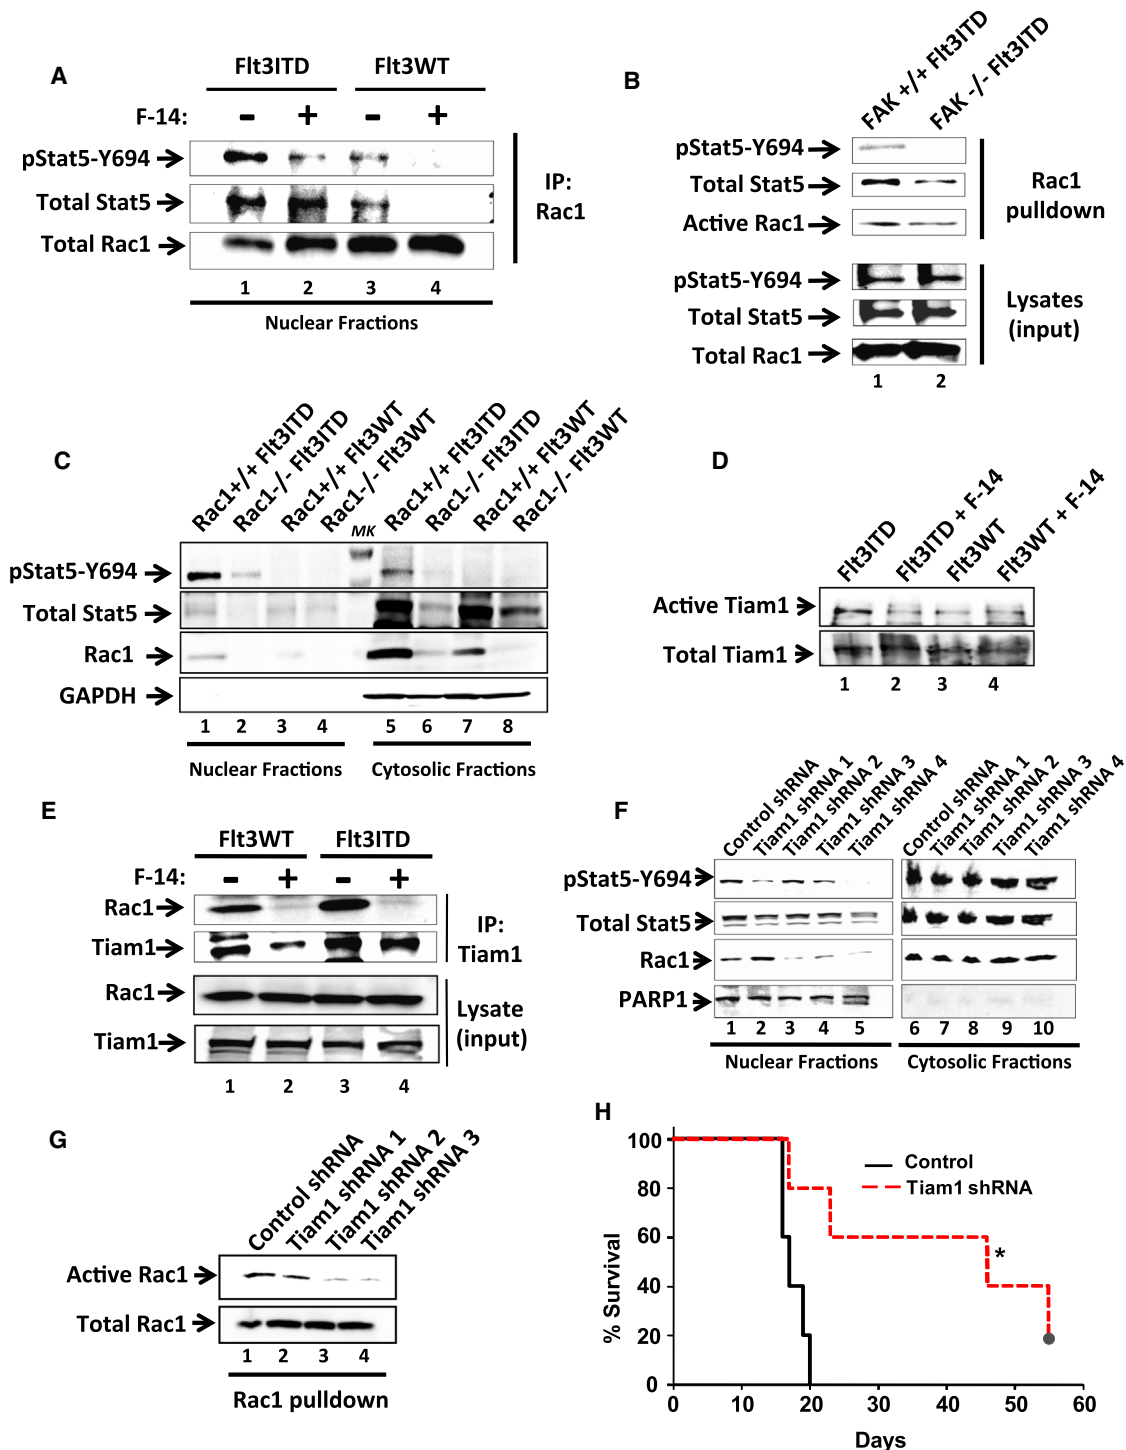 A
Flt3ITD Flt3WT
F-14: - + - +
pStat5-Y694
Total Stat5
Total Rac1
IP:
Rac1
1 2 3 4
Nuclear Fractions
B
FAK +/+ Flt3ITD
FAK -/- Flt3ITD
pStat5-Y694
Total Stat5
Active Rac1
Rac1
pulldown
pStat5-Y694
Total Stat5
Total Rac1
Lysates
(input)
1 2
C
Rac1+/+ Flt3ITD
Rac1-/- Flt3ITD
Rac1+/+ Flt3WT
Rac1-/- Flt3WT
MK
Rac1+/+ Flt3ITD
Rac1-/- Flt3ITD
Rac1+/+ Flt3WT
Rac1-/- Flt3WT
pStat5-Y694
Total Stat5
Rac1
GAPDH
1 2 3 4 5 6 7 8
Nuclear Fractions Cytosolic Fractions
D
Flt3ITD
Flt3ITD + F-14
Flt3WT
Flt3WT + F-14
Active Tiam1
Total Tiam1
1 2 3 4
E
Flt3WT Flt3ITD
F-14: - + - +
Rac1
Tiam1
IP:
Tiam1
Rac1
Tiam1
Lysate
(input)
1 2 3 4
F
Control shRNA
Tiam1 shRNA 1
Tiam1 shRNA 2
Tiam1 shRNA 3
Tiam1 shRNA 4
Control shRNA
Tiam1 shRNA 1
Tiam1 shRNA 2
Tiam1 shRNA 3
Tiam1 shRNA 4
pStat5-Y694
Total Stat5
Rac1
PARP1
1 2 3 4 5 6 7 8 9 10
Nuclear Fractions Cytosolic Fractions
G
Control shRNA
Tiam1 shRNA 1
Tiam1 shRNA 2
Tiam1 shRNA 3
Active Rac1
Total Rac1
1 2 3 4
Rac1 pulldown
H
% Survival
100
80
60
40
20
0
Control
Tiam1 shRNA
*
0 10 20 30 40 50 60
Days